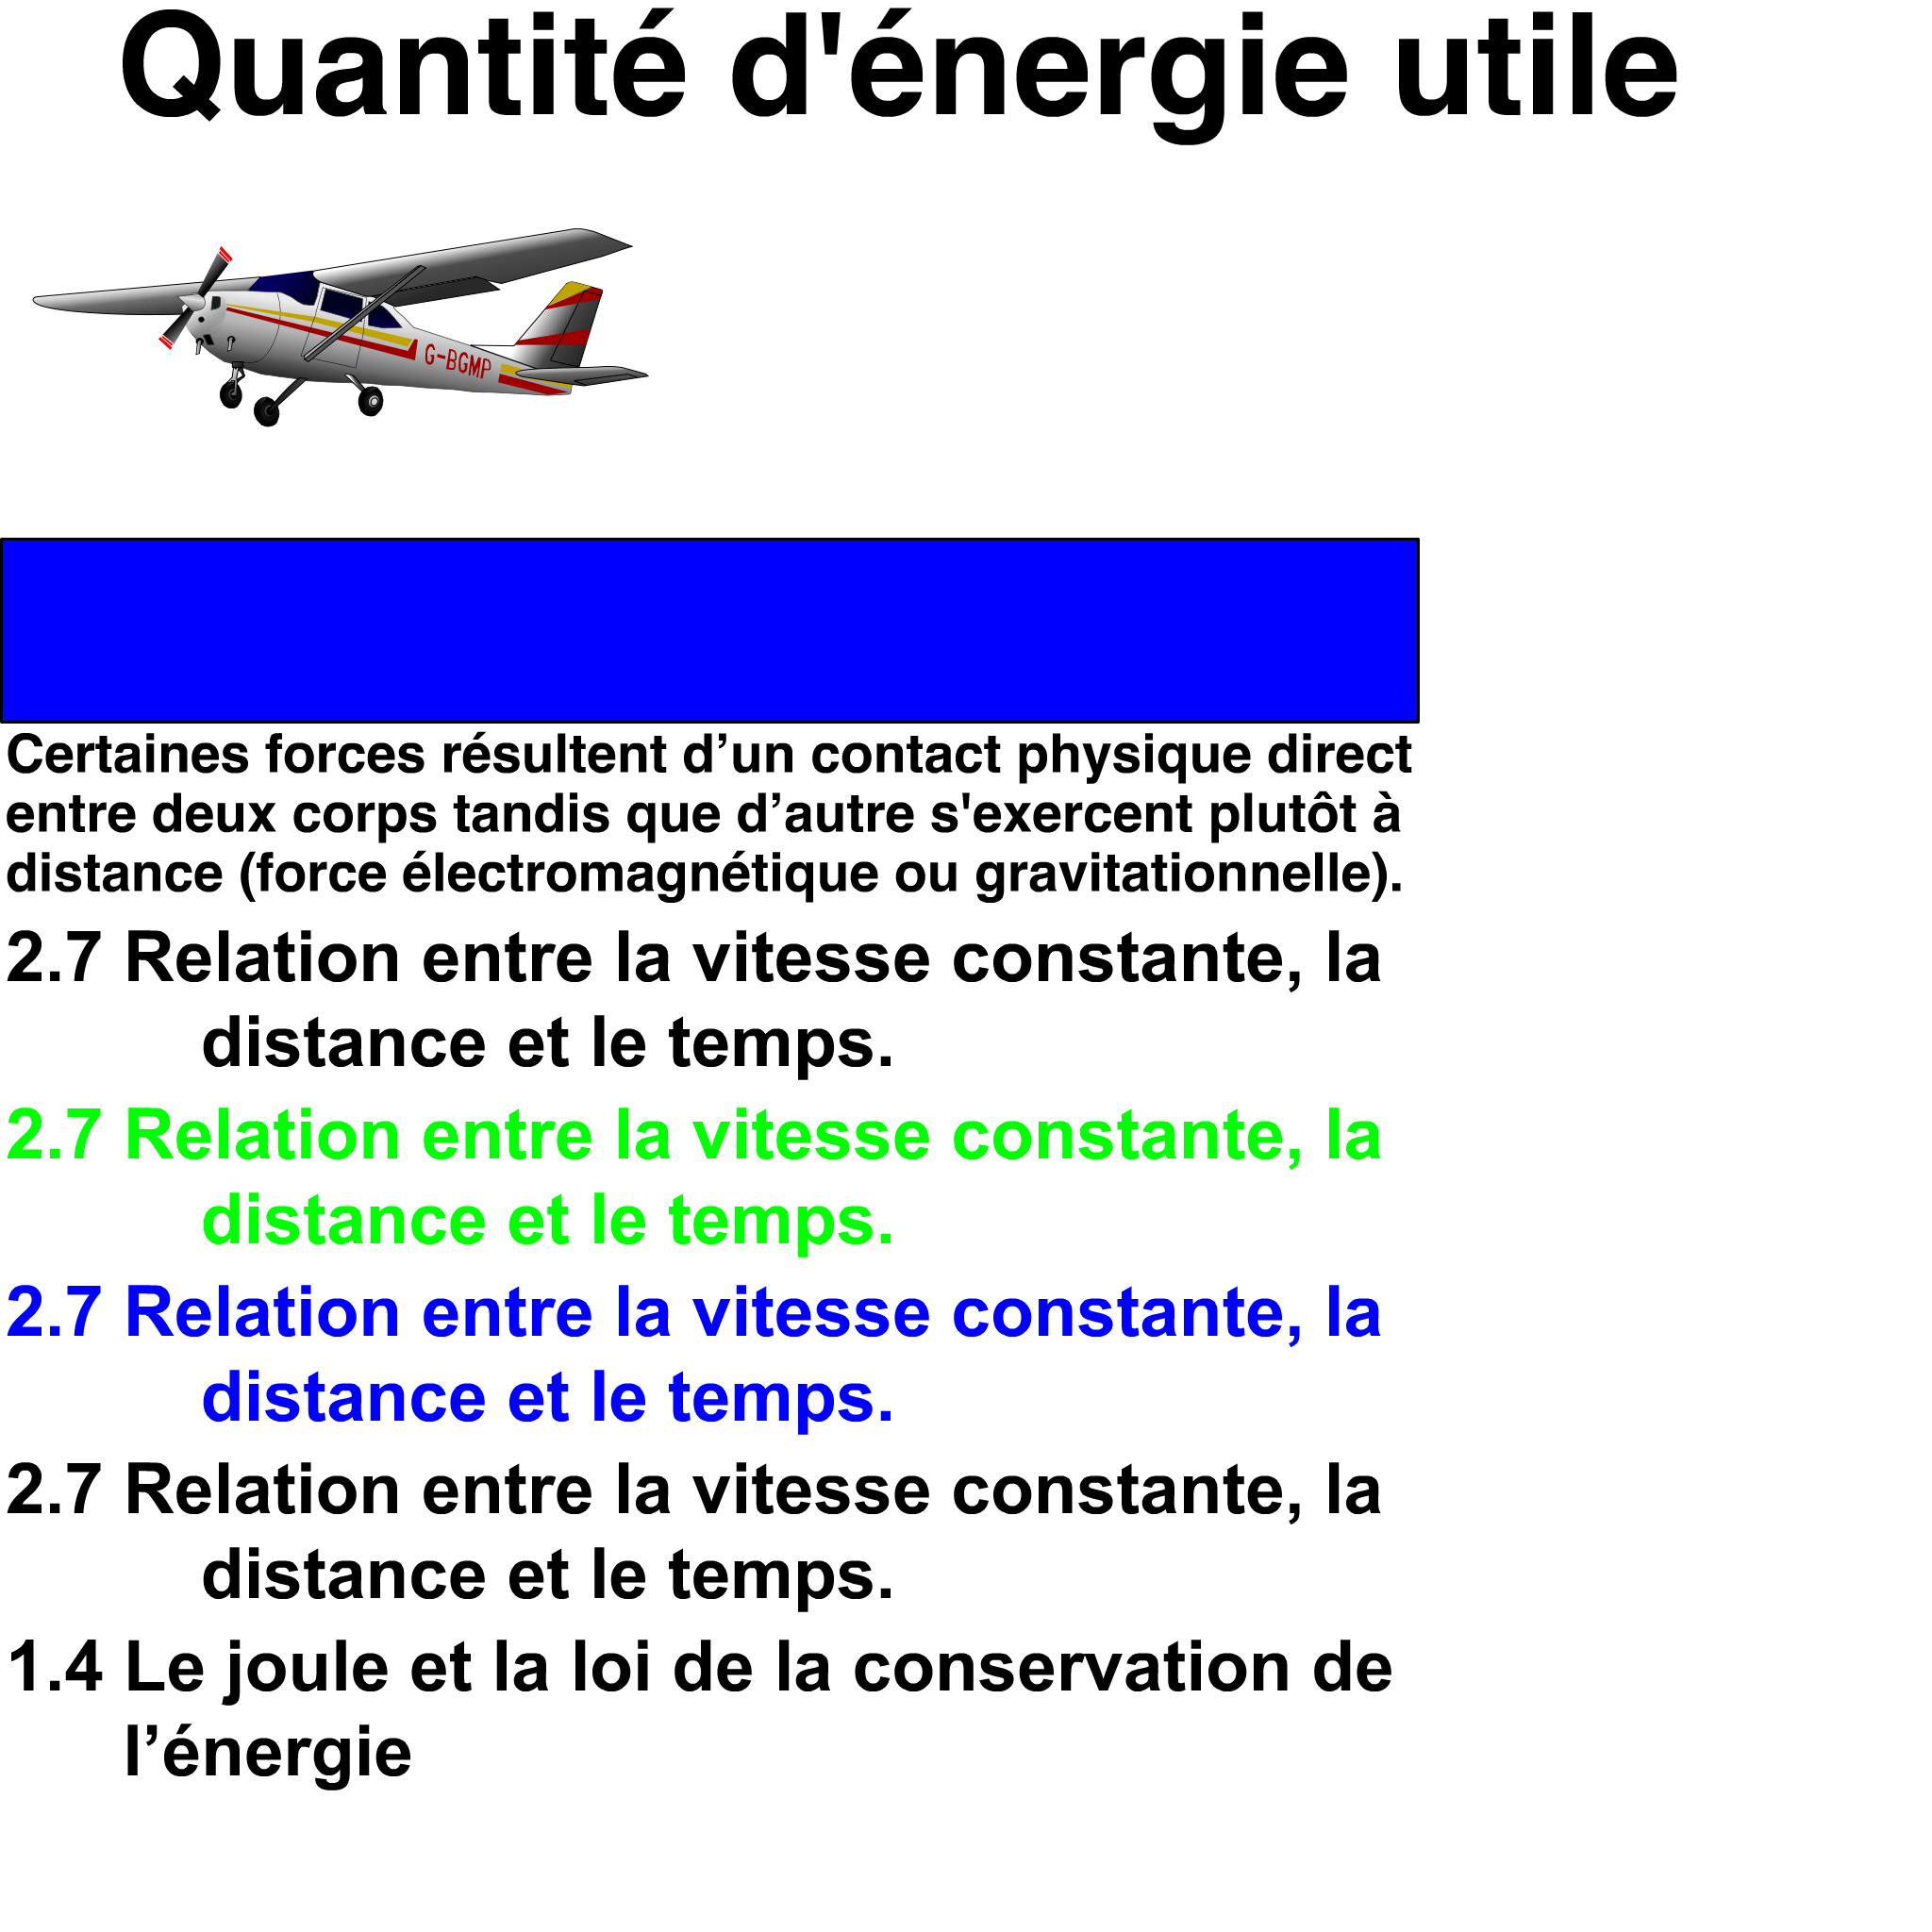 Quantité d'énergie utile
G-BGMP
Certaines forces résultent d’un contact physique direct
entre deux corps tandis que d’autre s'exercent plutôt à
distance (force électromagnétique ou gravitationnelle).
2.7 Relation entre la vitesse constante, la
distance et le temps.
2.7 Relation entre la vitesse constante, la
distance et le temps.
2.7 Relation entre la vitesse constante, la
distance et le temps.
2.7 Relation entre la vitesse constante, la
distance et le temps.
1.4 Le joule et la loi de la conservation de
l’énergie